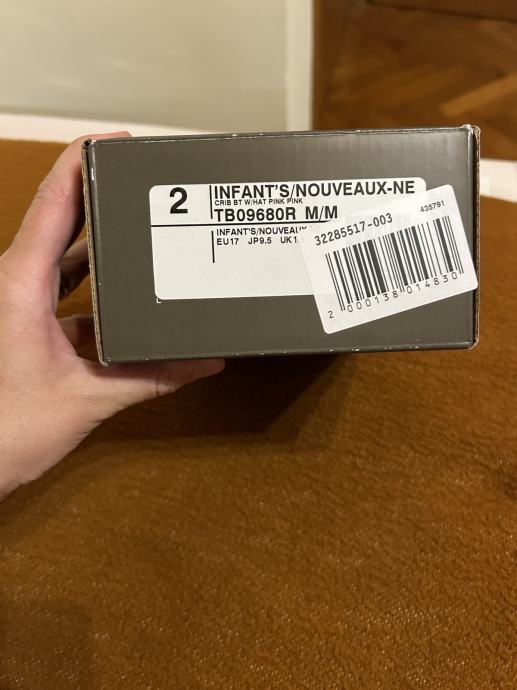 2
INFANT'S/NOUVEAUX-NE
CRIB BT W/HAT PINK PINK
TB09680R M/M
INFANT'S/NOUVEAUX
EU17 JP9.5 UK1
435791
32285517-003
2 000138 014830